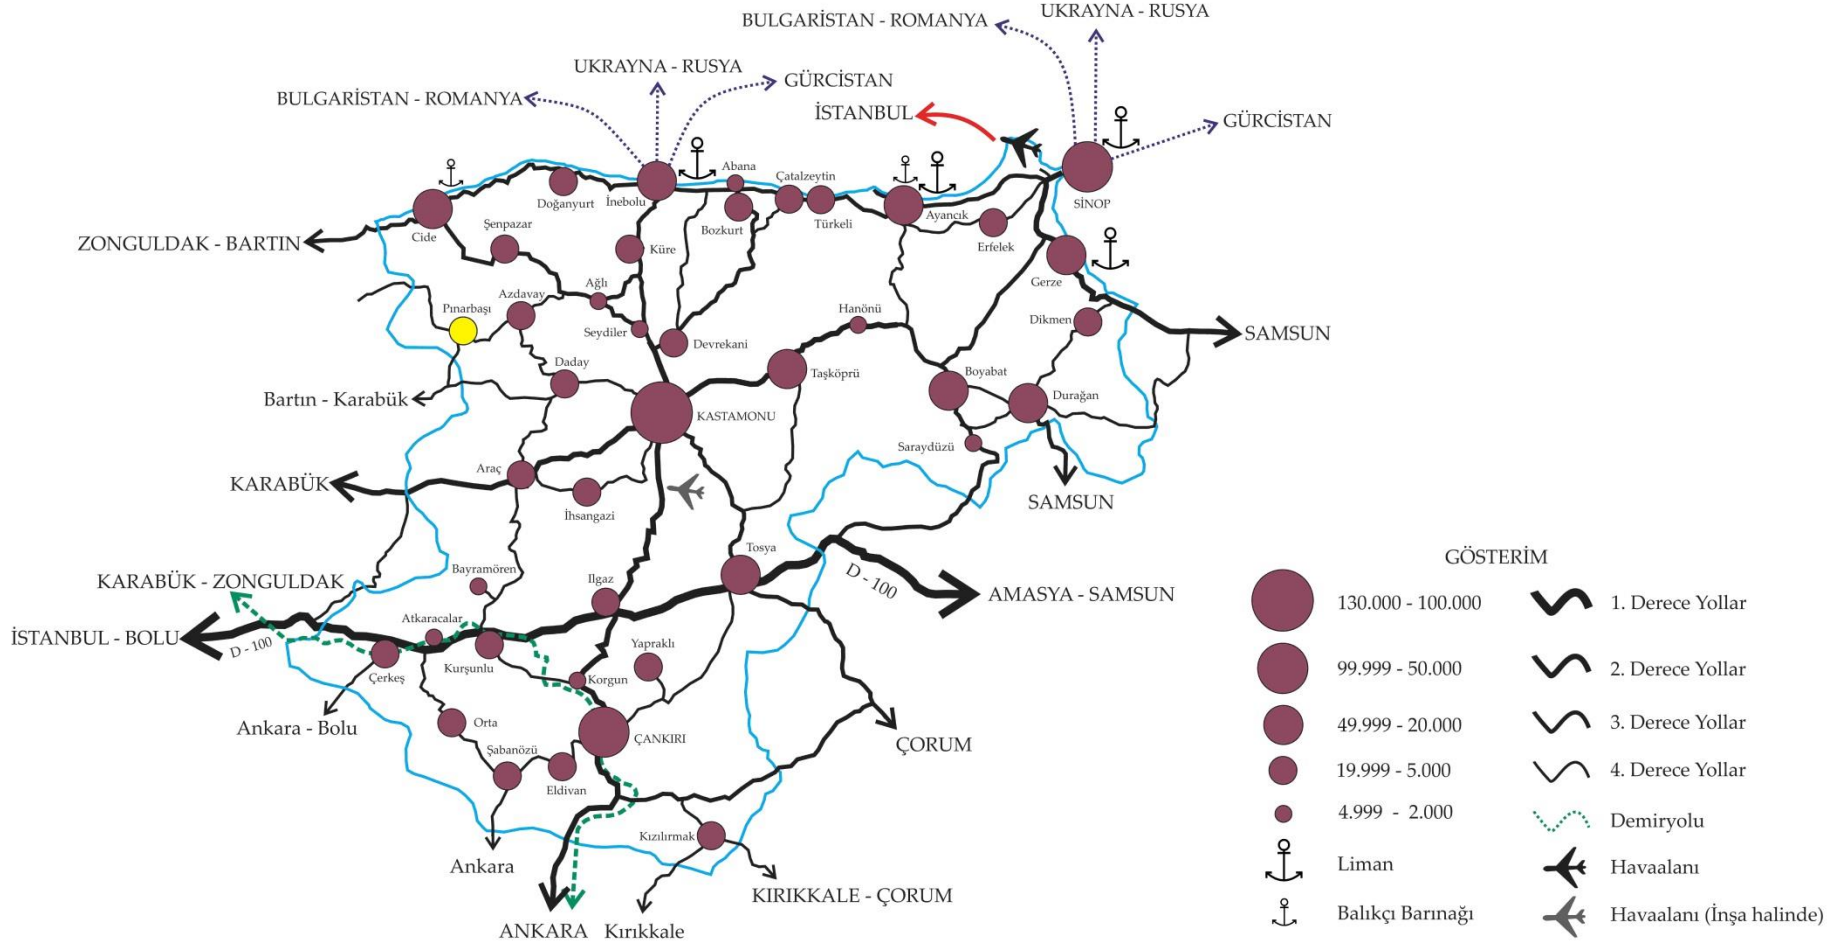 UKRAYNA - RUSYA
BULGARİSTAN - ROMANYA
UKRAYNA - RUSYA
GÜRCİSTAN
BULGARİSTAN - ROMANYA
İSTANBUL
GÜRCİSTAN
Abana
Çatalzeytin
Doğanyurt
İnebolu
SİNOP
Ayancık
Türkeli
Bozkurt
Cide
Şenpazar
Erfelek
ZONGULDAK - BARTIN
Küre
Gerze
Ağlı
Azdavay
Pınarbaşı
Hanönü
Dikmen
Seydiler
Devrekani
SAMSUN
Daday
Taşköprü
Boyabat
Durağan
Bartın - Karabük
KASTAMONU
Saraydüzü
Araç
KARABÜK
SAMSUN
İhsangazi
Tosya
Bayramören
Ilgaz
KARABÜK - ZONGULDAK
D - 100
AMASYA - SAMSUN
Atkaracalar
İSTANBUL - BOLU
D - 100
Kurşunlu
Yapraklı
Çerkeş
Korgun
Ankara - Bolu
Orta
ÇANKIRI
ÇORUM
Şabanözü
Eldivan
Kızılırmak
Ankara
KIRIKKALE - ÇORUM
ANKARA
Kırıkkale
GÖSTERİM
130.000 - 100.000
1. Derece Yollar
99.999 - 50.000
2. Derece Yollar
49.999 - 20.000
3. Derece Yollar
19.999 - 5.000
4. Derece Yollar
4.999 - 2.000
Demiryolu
Liman
Havaalanı
Balıkçı Barınağı
Havaalanı (İnşa halinde)